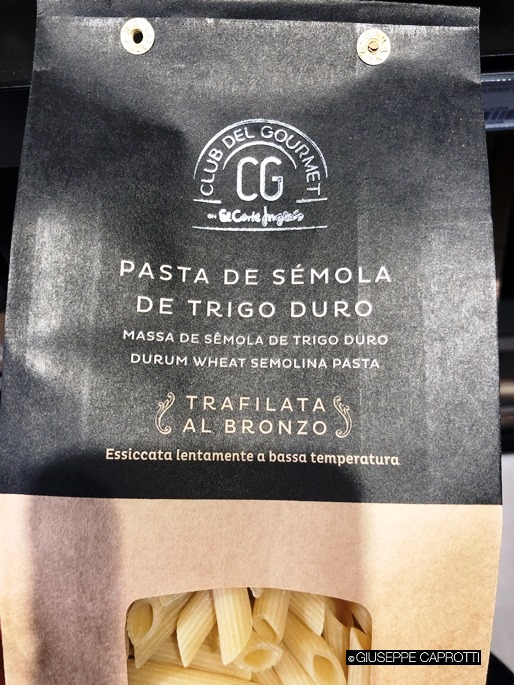 CLUB DEL GOURMET
CG
EN El Corte Inglés
PASTA DE SÉMOLA
DE TRIGO DURO
MASSA DE SÊMOLA DE TRIGO DURO
DURUM WHEAT SEMOLINA PASTA
TRAFILATA
AL BRONZO
Essiccata lentamente a bassa temperatura
©GIUSEPPE CAPROTTI